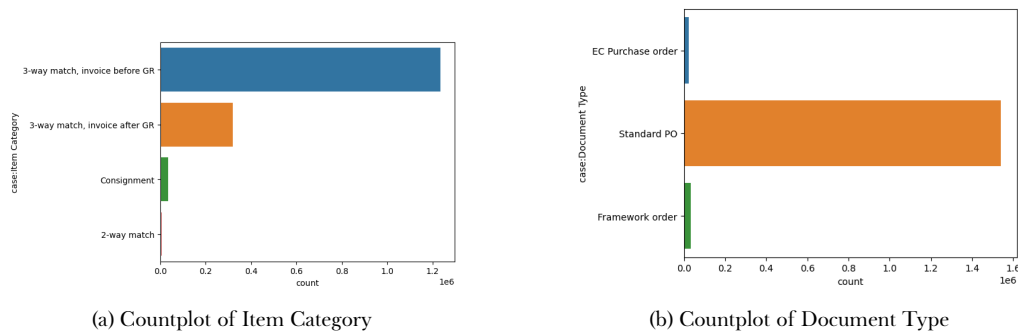 3-way match, invoice before GR
3-way match, invoice after GR
Consignment
2-way match
case:Item Category
0.0 0.2 0.4 0.6 0.8 1.0 1.2
1e6
count
(a) Countplot of Item Category
EC Purchase order
Standard PO
Framework order
case:Document Type
0.0 0.2 0.4 0.6 0.8 1.0 1.2 1.4 1.6
1e6
count
(b) Countplot of Document Type